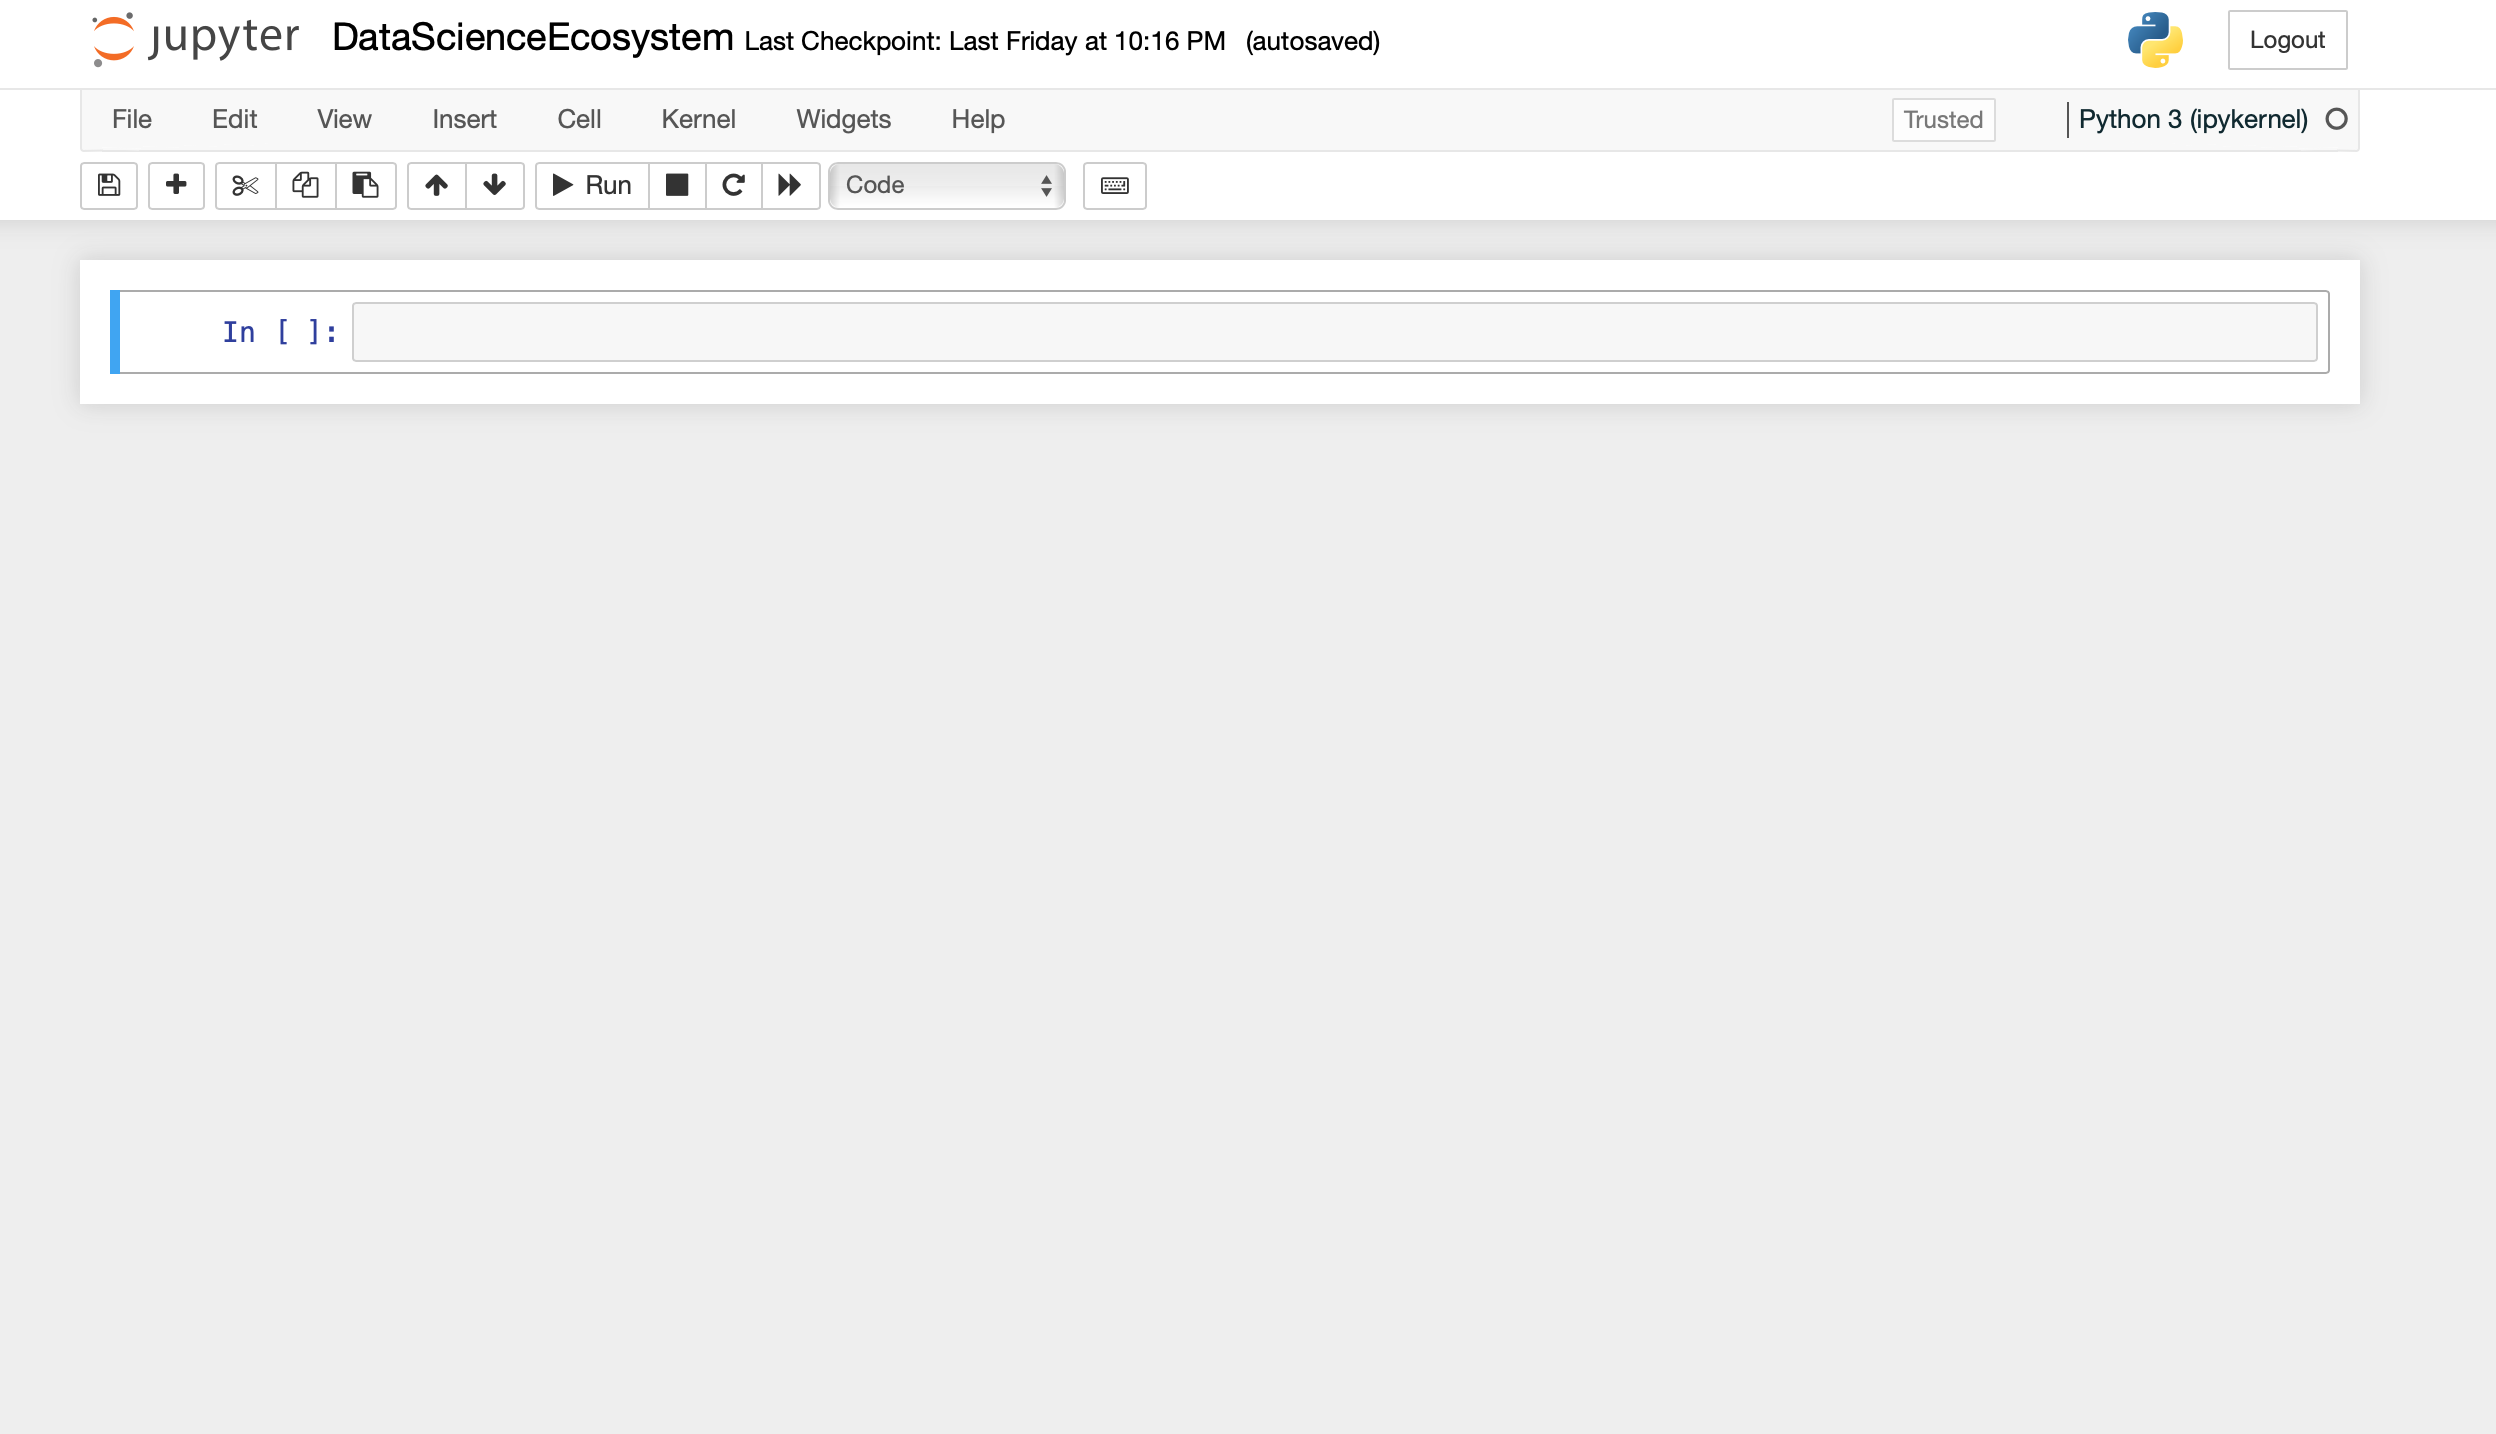 jupyter DataScienceEcosystem Last Checkpoint: Last Friday at 10:16 PM (autosaved) Logout
File Edit View Insert Cell Kernel Widgets Help Trusted Python 3 (ipykernel)
Run Code
In [ ]: